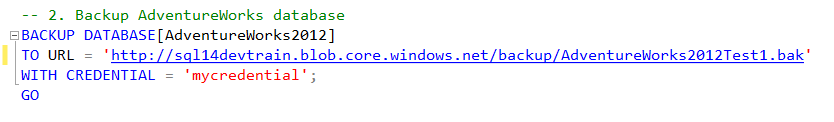 -- 2. Backup AdventureWorks database
BACKUP DATABASE[AdventureWorks2012]
TO URL = 'http://sql14devtrain.blob.core.windows.net/backup/AdventureWorks2012Test1.bak'
WITH CREDENTIAL = 'mycredential';
GO